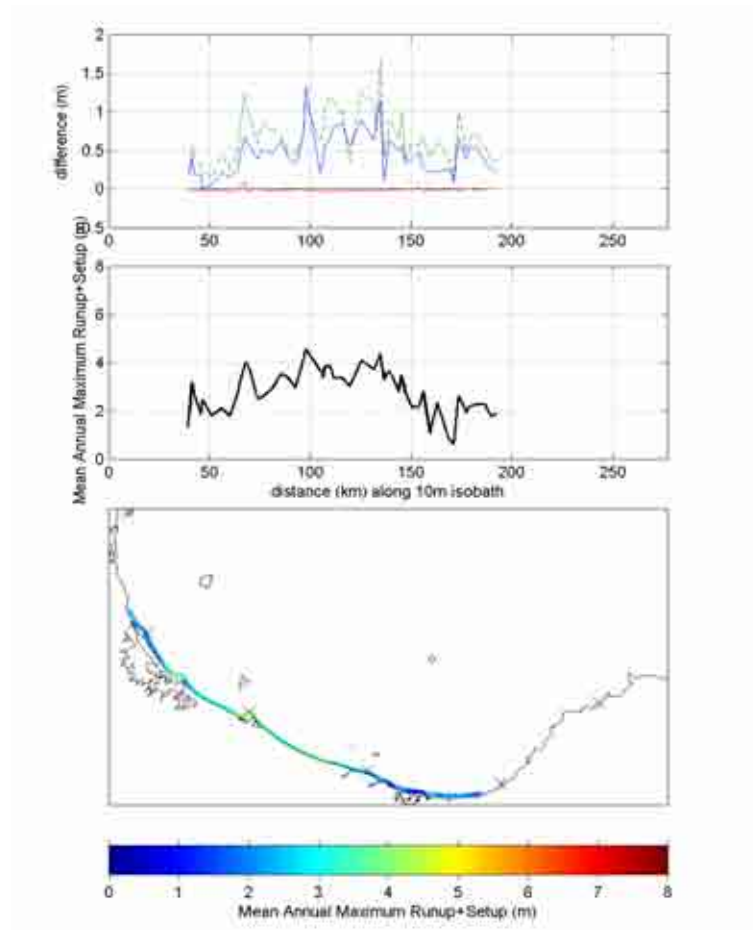 2
1.5
1
0.5
0
0.5
difference (m)
0 50 100 150 200 250
8
6
4
2
0
Mean Annual Maximum Runup+Setup (m)
0 50 100 150 200 250
distance (km) along 10m isobath
0 1 2 3 4 5 6 7 8
Mean Annual Maximum Runup+Setup (m)